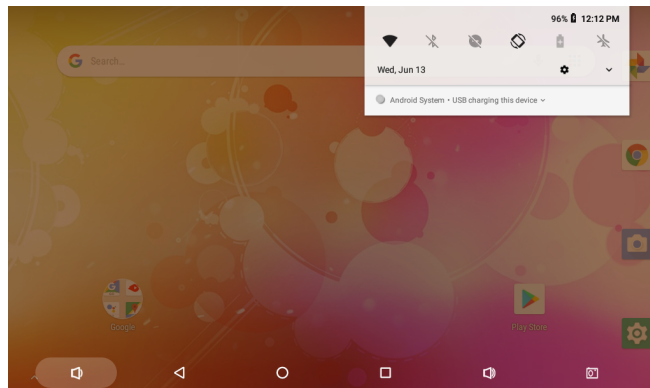 96% 12:12 PM
G Search...
Wed, Jun 13
Android System • USB charging this device
G
Google
Play Store